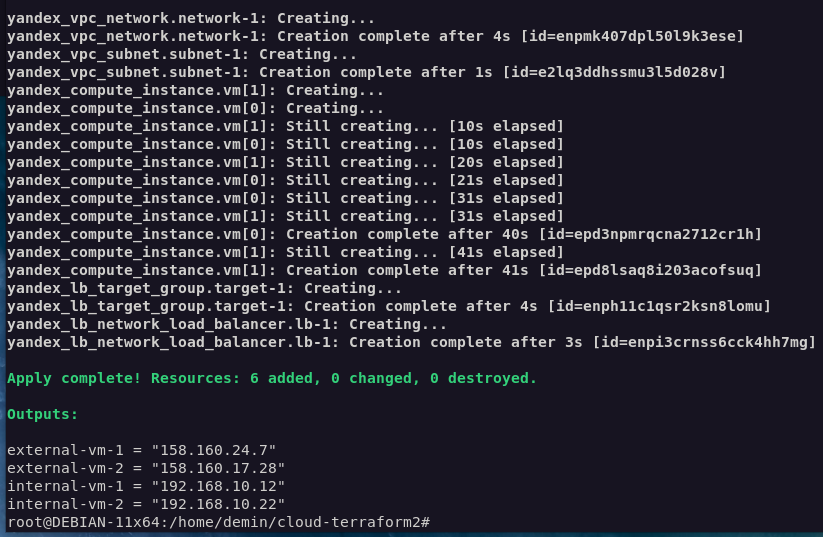 yandex_vpc_network.network-1: Creating...
yandex_vpc_network.network-1: Creation complete after 4s [id=enpmk407dpl50l9k3ese]
yandex_vpc_subnet.subnet-1: Creating...
yandex_vpc_subnet.subnet-1: Creation complete after 1s [id=e2lq3ddhssmu3l5d028v]
yandex_compute_instance.vm[1]: Creating...
yandex_compute_instance.vm[0]: Creating...
yandex_compute_instance.vm[1]: Still creating... [10s elapsed]
yandex_compute_instance.vm[0]: Still creating... [10s elapsed]
yandex_compute_instance.vm[1]: Still creating... [20s elapsed]
yandex_compute_instance.vm[0]: Still creating... [21s elapsed]
yandex_compute_instance.vm[0]: Still creating... [31s elapsed]
yandex_compute_instance.vm[1]: Still creating... [31s elapsed]
yandex_compute_instance.vm[0]: Creation complete after 40s [id=epd3npmrqcna2712cr1h]
yandex_compute_instance.vm[1]: Still creating... [41s elapsed]
yandex_compute_instance.vm[1]: Creation complete after 41s [id=epd8lsaq8i203acofsuq]
yandex_lb_target_group.target-1: Creating...
yandex_lb_target_group.target-1: Creation complete after 4s [id=enph11c1qsr2ksn8lomu]
yandex_lb_network_load_balancer.lb-1: Creating...
yandex_lb_network_load_balancer.lb-1: Creation complete after 3s [id=enpi3crnss6cck4hh7mg]
Apply complete! Resources: 6 added, 0 changed, 0 destroyed.
Outputs:
external-vm-1 = "158.160.24.7"
external-vm-2 = "158.160.17.28"
internal-vm-1 = "192.168.10.12"
internal-vm-2 = "192.168.10.22"
root@DEBIAN-11x64:/home/demin/cloud-terraform2#